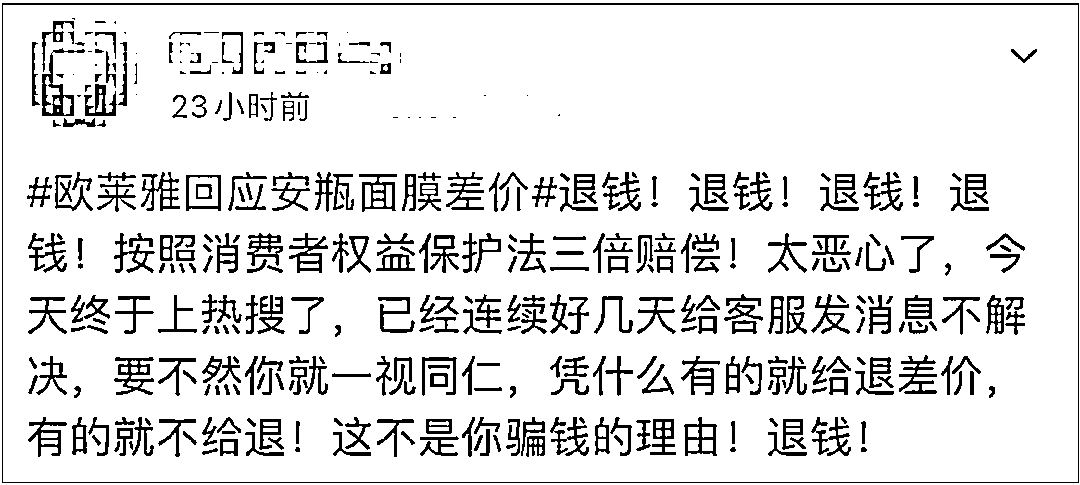 23小时前
#欧莱雅回应安瓶面膜差价#退钱！退钱！退钱！退
钱！按照消费者权益保护法三倍赔偿！太恶心了，今
天终于上热搜了，已经连续好几天给客服发消息不解
决，要不然你就一视同仁，凭什么有的就给退差价，
有的就不给退！这不是你骗钱的理由！退钱！